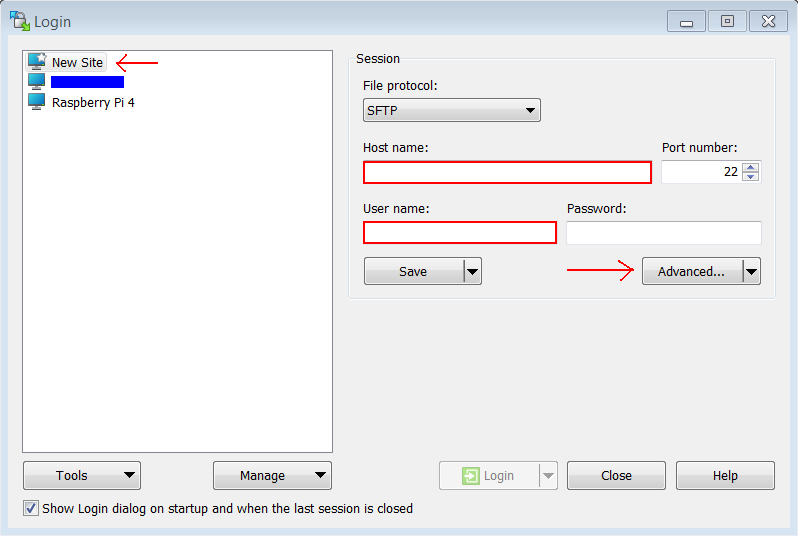 Login
New Site
Raspberry Pi 4
Session
File protocol:
SFTP
Host name:
Port number:
22
User name:
Password:
Save
Advanced...
Tools
Manage
Login
Close
Help
Show Login dialog on startup and when the last session is closed